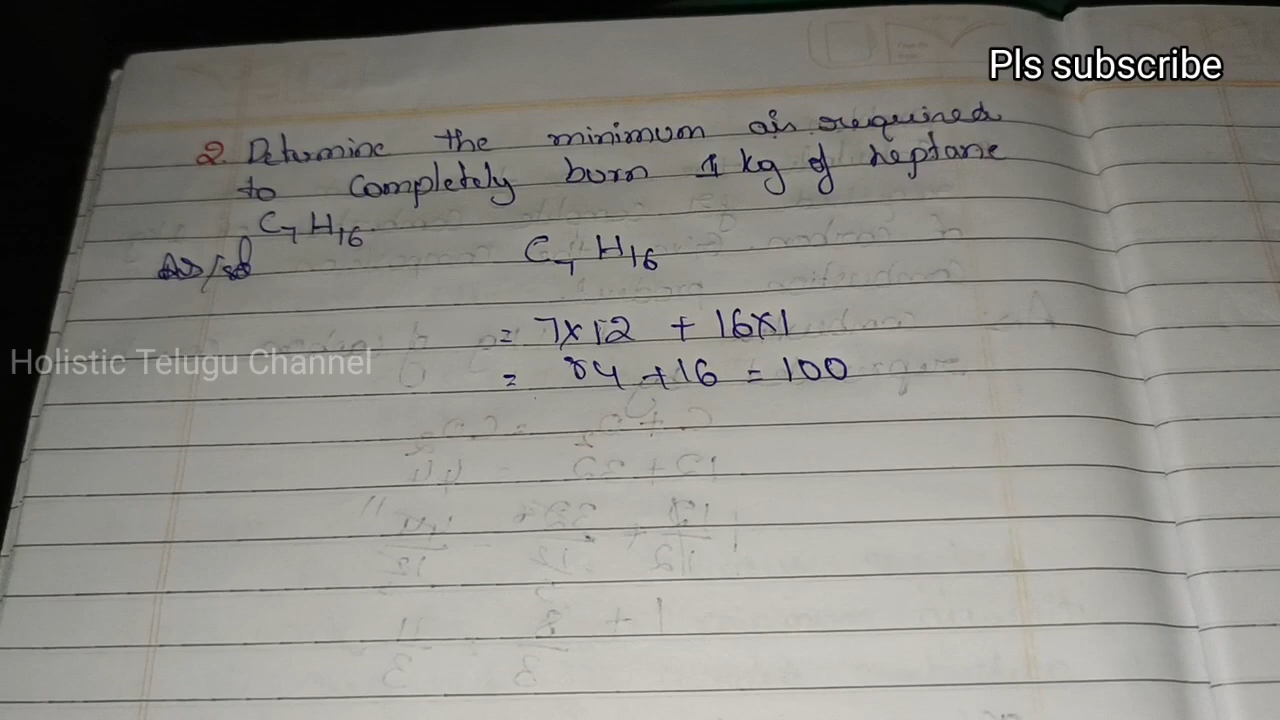 Pls subscribe
2. Determine the minimum air required
to completely burn 1 kg of heptane
C7H16
C7H16
= 7x12 + 16x1
Holistic Telugu Channel
= 84 + 16 = 100